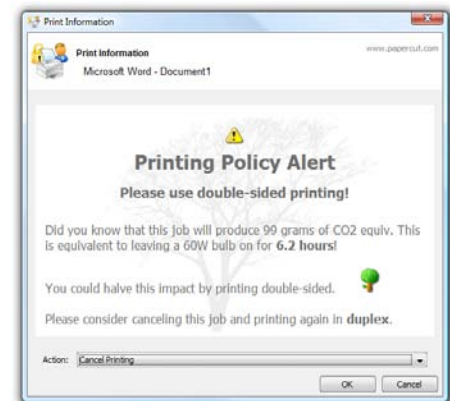 Print Information
Print Information
www.papercut.com
Microsoft Word - Document1
Printing Policy Alert
Please use double-sided printing!
Did you know that this job will produce 99 grams of CO2 equiv. This
is equivalent to leaving a 60W bulb on for 6.2 hours!
You could halve this impact by printing double-sided.
Please consider canceling this job and printing again in duplex.
Action: Cancel Printing
OK Cancel